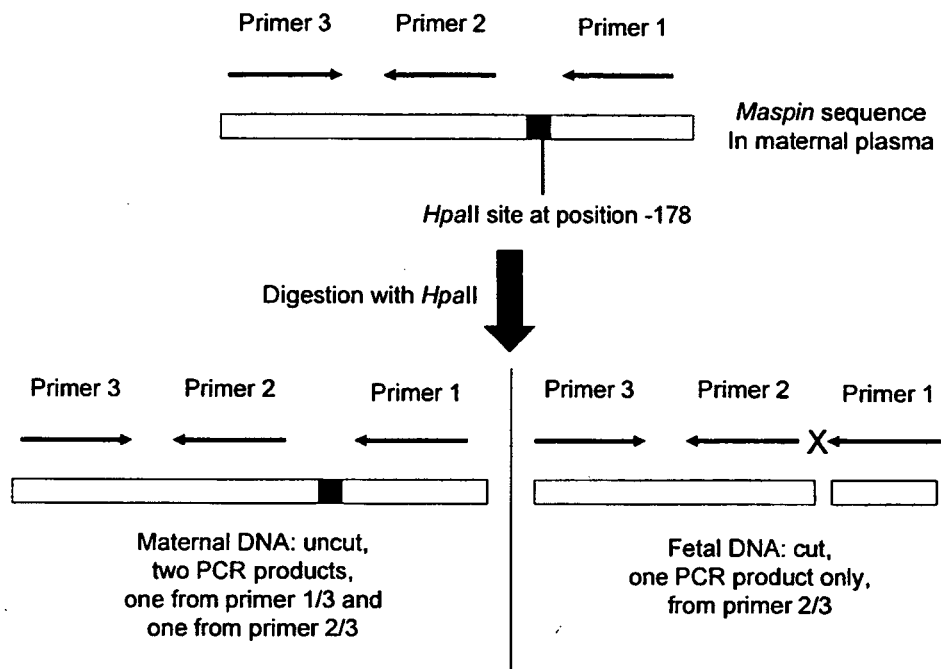 Primer 3 Primer 2 Primer 1
Maspin sequence
In maternal plasma
HpaII site at position -178
Digestion with HpaII
Primer 3 Primer 2 Primer 1
Primer 3 Primer 2 Primer 1
X
Maternal DNA: uncut,
two PCR products,
one from primer 1/3 and
one from primer 2/3
Fetal DNA: cut,
one PCR product only,
from primer 2/3